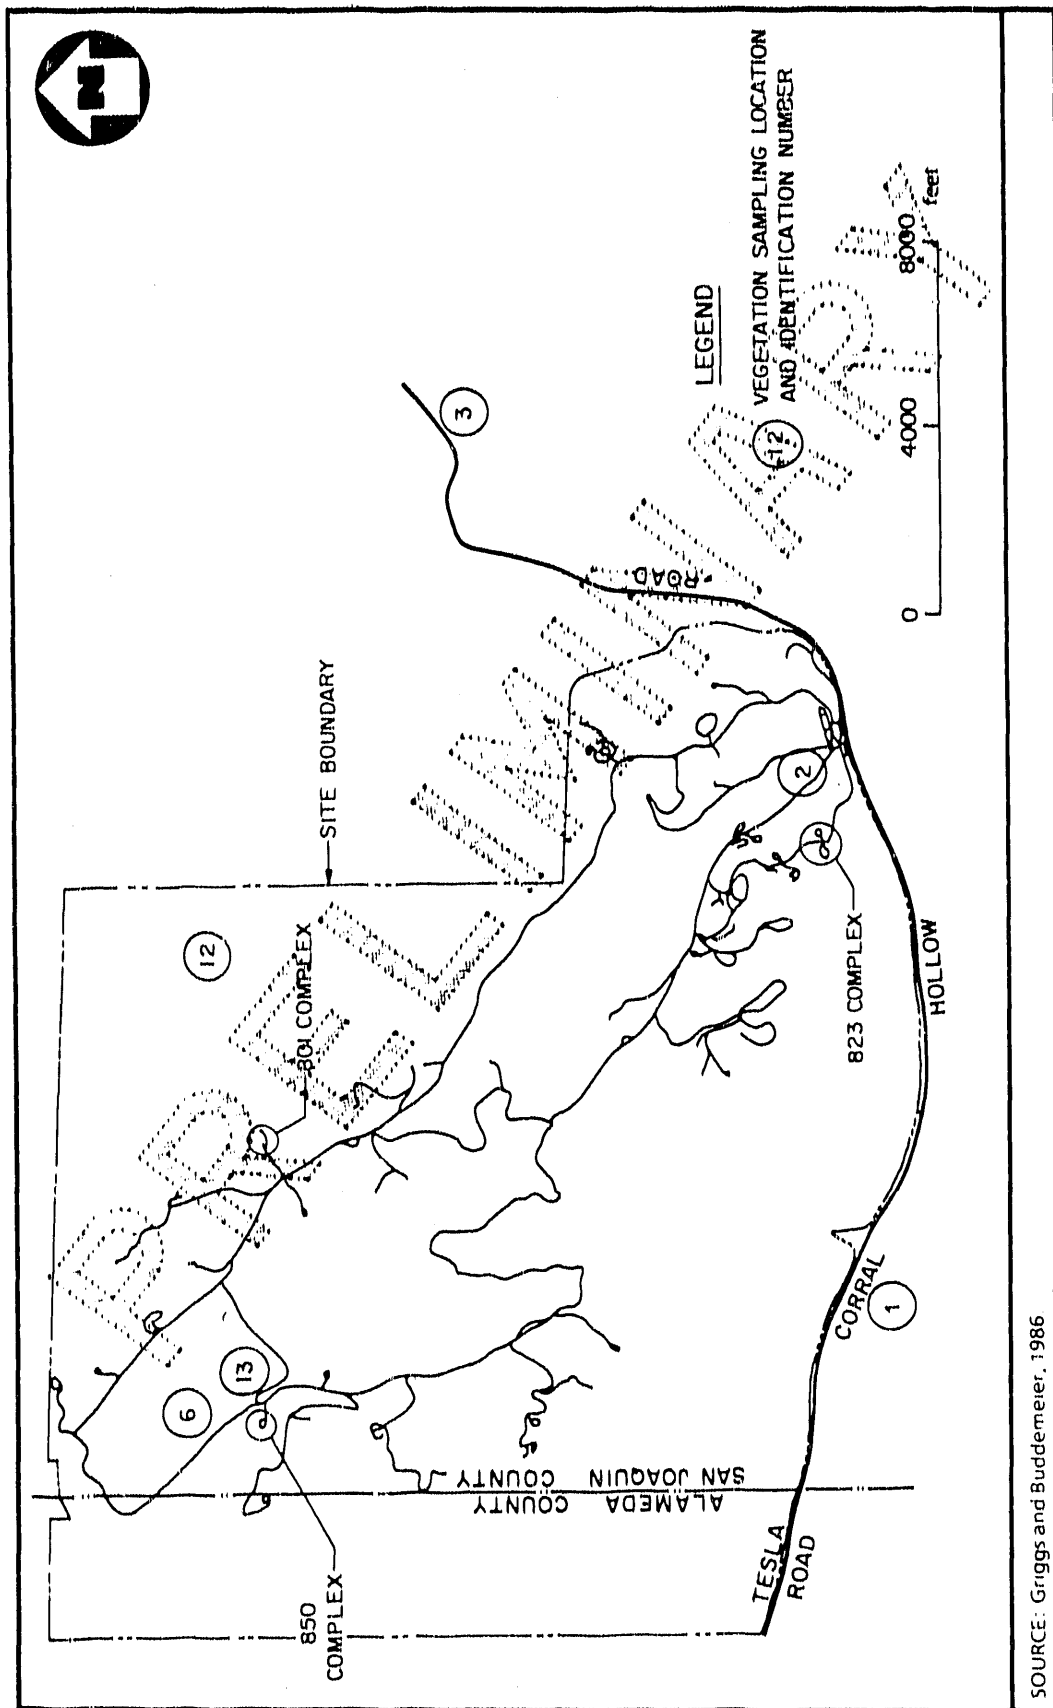 N
850
COMPLEX
6
13
801 COMPLEX
12
SITE BOUNDARY
3
ALAMEDA COUNTY
SAN JOAQUIN COUNTY
TESLA
ROAD
CORRAL
1
HOLLOW
ROAD
823 COMPLEX
2
LEGEND
12
VEGETATION SAMPLING LOCATION
AND IDENTIFICATION NUMBER
0
4000
8000
feet
PRELIMINARY
SOURCE: Griggs and Buddemeier, 1986